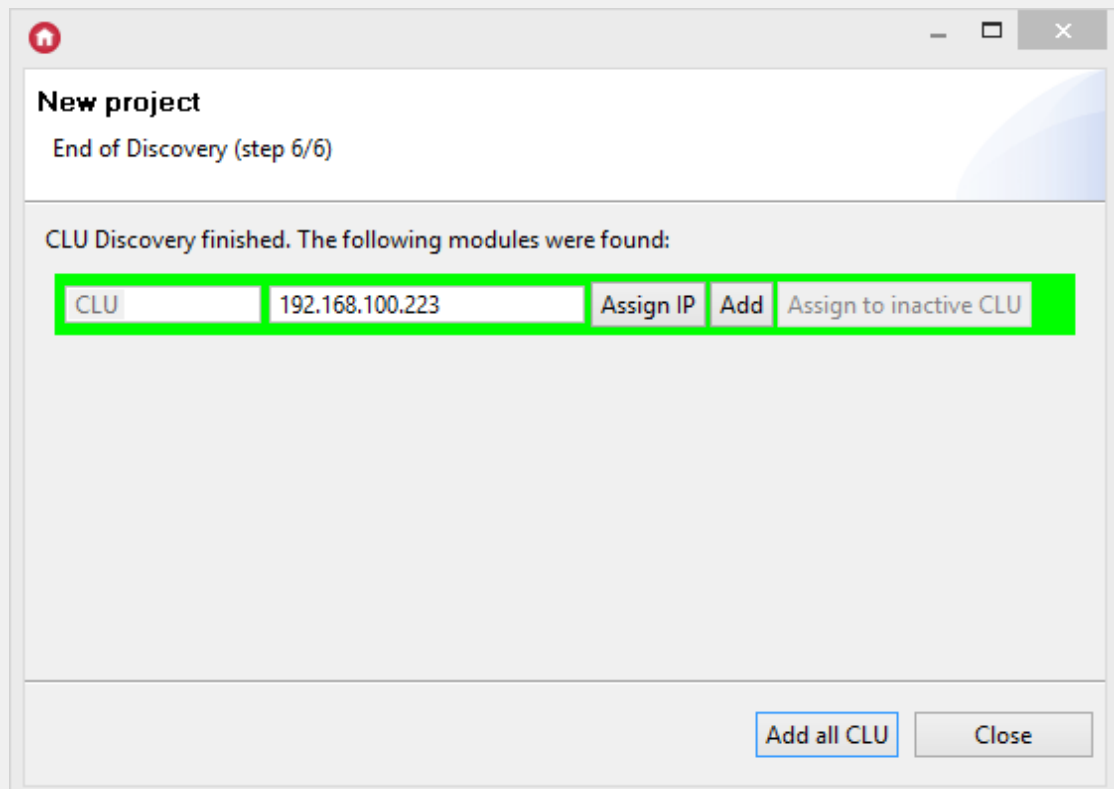 New project
End of Discovery (step 6/6)
CLU Discovery finished. The following modules were found:
CLU 192.168.100.223 Assign IP Add Assign to inactive CLU
Add all CLU Close